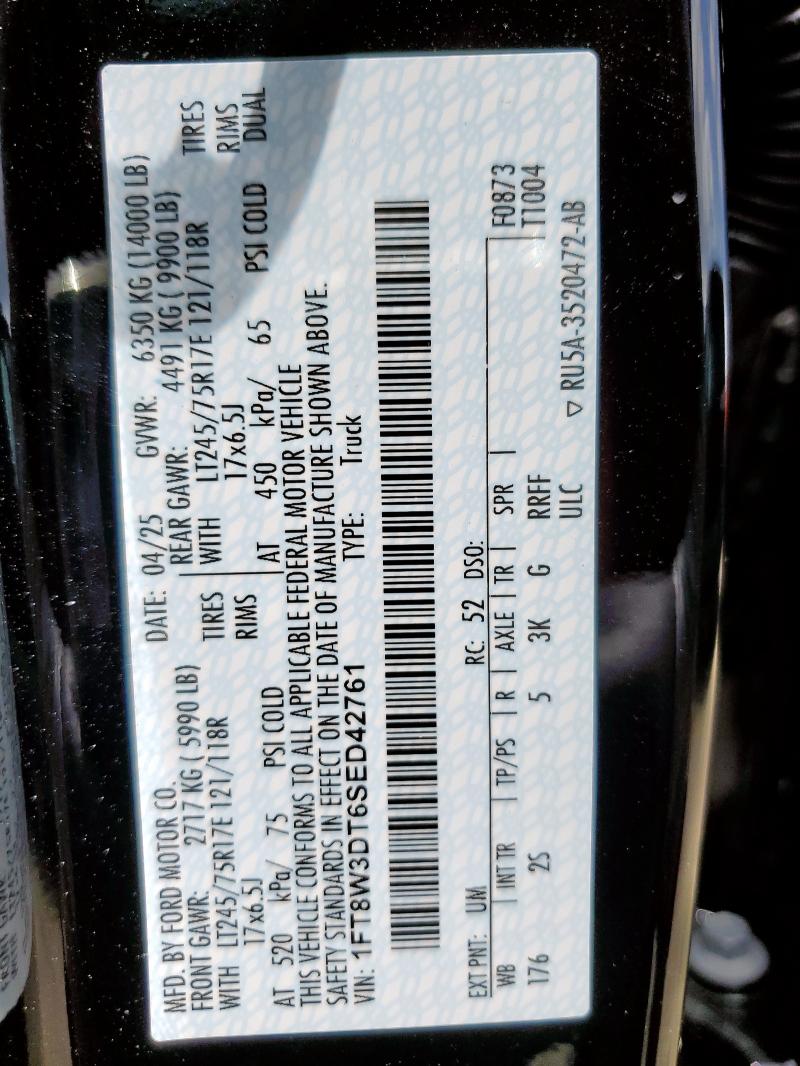 MFD. BY FORD MOTOR CO. DATE: 04/25 GVWR: 6350 KG (14000 LB)
FRONT GAWR: 2717 KG ( 5990 LB) REAR GAWR: 4491 KG ( 9900 LB)
WITH LT245/75R17E 121/118R TIRES WITH LT245/75R17E 121/118R TIRES
17x6.5J RIMS 17x6.5J RIMS
AT 520 kPa/ 75 PSI COLD AT 450 kPa/ 65 PSI COLD DUAL
THIS VEHICLE CONFORMS TO ALL APPLICABLE FEDERAL MOTOR VEHICLE
SAFETY STANDARDS IN EFFECT ON THE DATE OF MANUFACTURE SHOWN ABOVE.
VIN: 1FT8W3DT6SED42761 TYPE: Truck
EXT PNT: UM RC: 52 DSO:
WB INT TR TP/PS R AXLE TR SPR F0873
176 2S 5 3K G RRFF T1004
ULC
▽ RU5A-3520472-AB